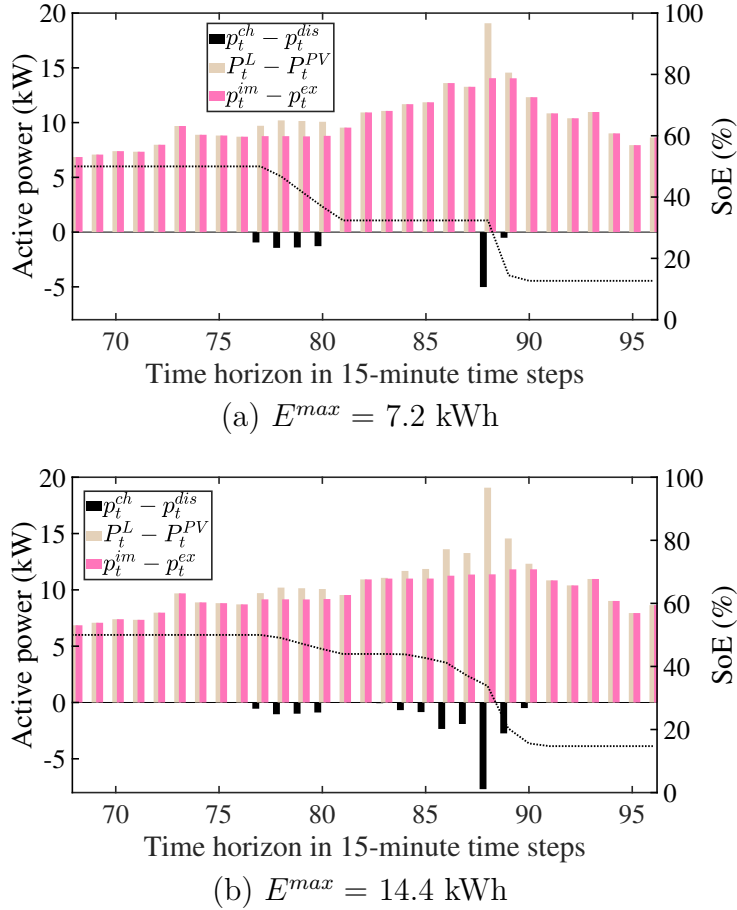 20
15
10
5
0
-5
Active power (kW)
p_t^{ch} − p_t^{dis}
P_t^L − P_t^{PV}
p_t^{im} − p_t^{ex}
100
80
60
40
20
0
SoE (%)
70 75 80 85 90 95
Time horizon in 15-minute time steps
(a) E^{max} = 7.2 kWh
20
15
10
5
0
-5
Active power (kW)
p_t^{ch} − p_t^{dis}
P_t^L − P_t^{PV}
p_t^{im} − p_t^{ex}
100
80
60
40
20
0
SoE (%)
70 75 80 85 90 95
Time horizon in 15-minute time steps
(b) E^{max} = 14.4 kWh